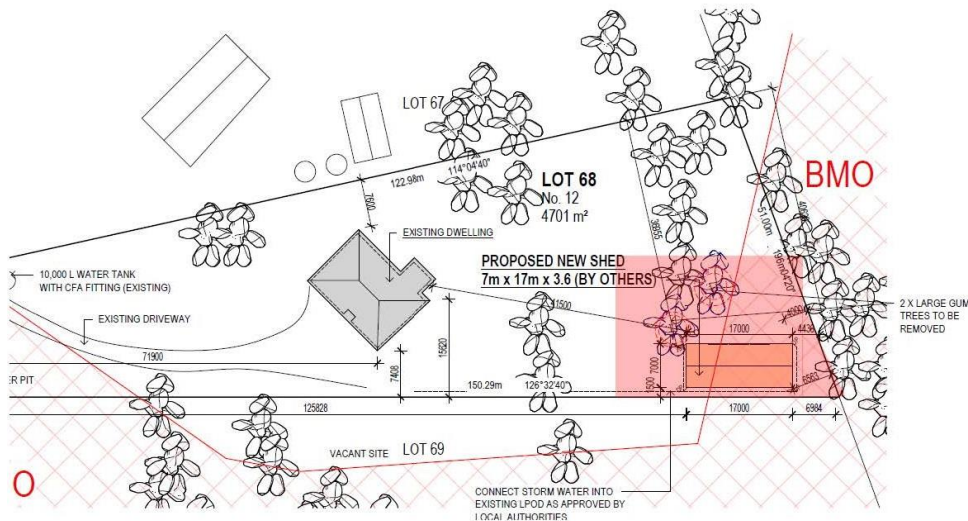 LOT 67
122.98m
114°04'40"
7600
LOT 68
No. 12
4701 m²
BMO
EXISTING DWELLING
PROPOSED NEW SHED
7m x 17m x 3.6 (BY OTHERS)
10,000 L WATER TANK
WITH CFA FITTING (EXISTING)
EXISTING DRIVEWAY
51.00m
2 X LARGE GUM
TREES TO BE
REMOVED
41500
17000
4436
7000
1500
6563
71900
7408
15620
ER PIT
150.29m
126°32'40"
125828
17000
6984
VACANT SITE
LOT 69
O
CONNECT STORM WATER INTO
EXISTING LPOD AS APPROVED BY
LOCAL AUTHORITIES